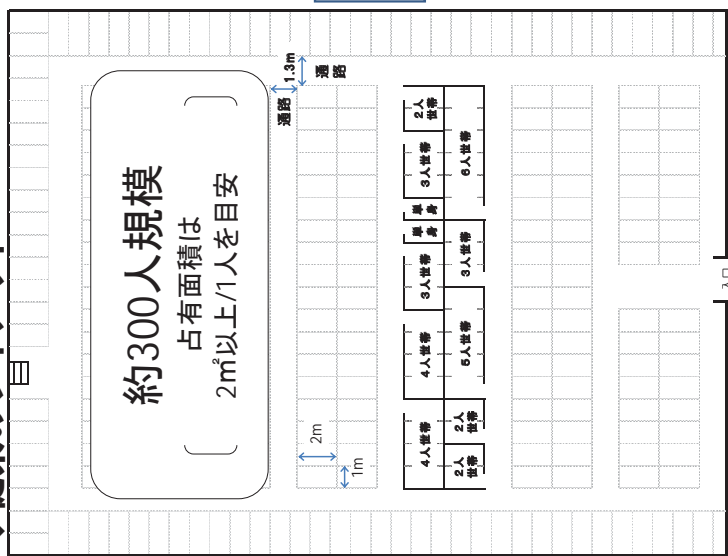 約300人規模
占有面積は
2㎡以上/1人を目安
通路
1.3m
通路
2m
1m
4人世帯
4人世帯
3人世帯
単身
単身
3人世帯
2人世帯
2人世帯
2人世帯
5人世帯
3人世帯
6人世帯
入口